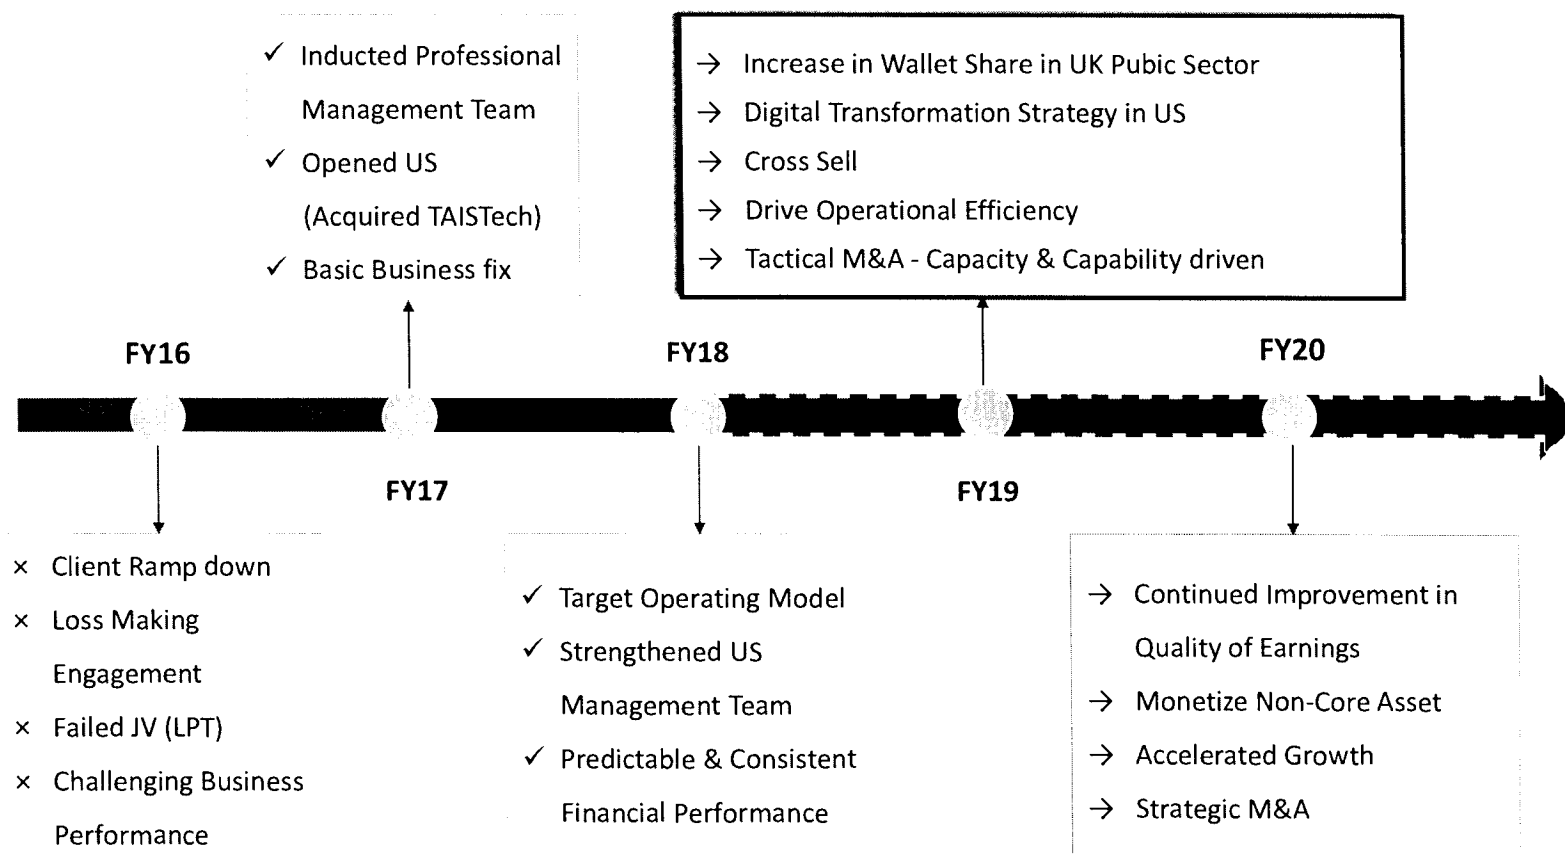 ✓ Inducted Professional
Management Team
✓ Opened US
(Acquired TAISTech)
✓ Basic Business fix
→ Increase in Wallet Share in UK Pubic Sector
→ Digital Transformation Strategy in US
→ Cross Sell
→ Drive Operational Efficiency
→ Tactical M&A - Capacity & Capability driven
FY16
FY18
FY20
FY17
FY19
× Client Ramp down
× Loss Making
Engagement
× Failed JV (LPT)
× Challenging Business
Performance
✓ Target Operating Model
✓ Strengthened US
Management Team
✓ Predictable & Consistent
Financial Performance
→ Continued Improvement in
Quality of Earnings
→ Monetize Non-Core Asset
→ Accelerated Growth
→ Strategic M&A